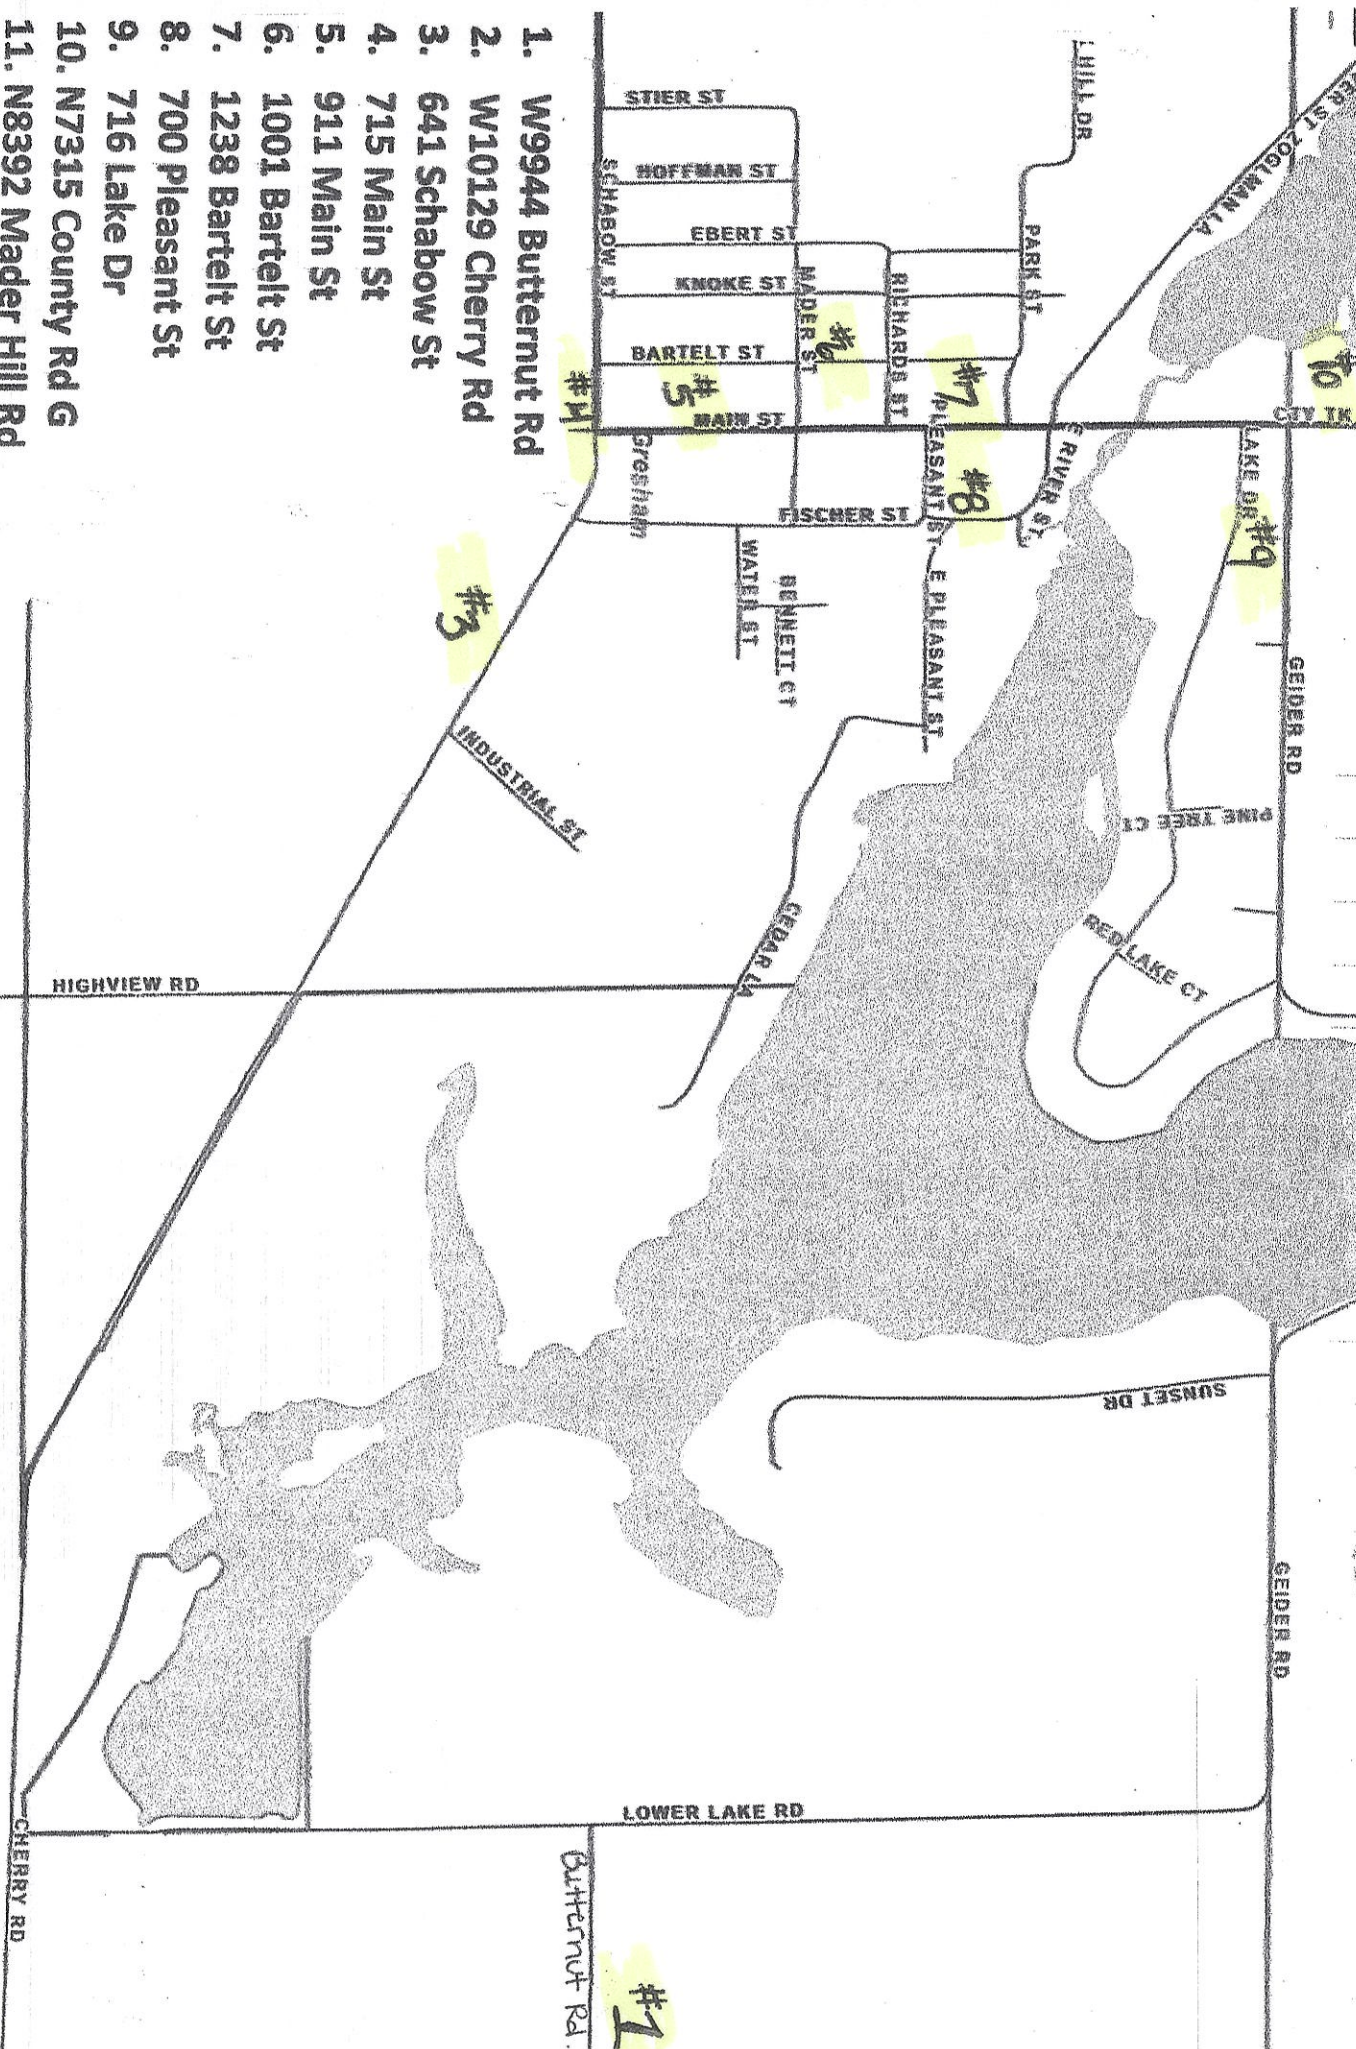 1. W9944 Butternut Rd
2. W10129 Cherry Rd
3. 641 Schabow St
4. 715 Main St
5. 911 Main St
6. 1001 Bartelt St
7. 1238 Bartelt St
8. 700 Pleasant St
9. 716 Lake Dr
10. N7315 County Rd G
11. N8392 Mader Hill Rd
HILL DR
ER ST
ZOGLMAN LA
STIER ST
HOFFMAN ST
SCHABOW ST
EBERT ST
KNOKE ST
MADER ST
RICHARDS ST
PARK ST
BARTELT ST
MAIN ST
#4
#5
#6
#7
#8
#9
#10
CTY TK
Gresham
PLEASANT ST
E RIVER ST
LAKE DR
FISCHER ST
WATER ST
BENNETT CT
E PLEASANT ST
#3
GEIDER RD
INDUSTRIAL ST
PINE TREE CT
CEDAR LA
RED LAKE CT
HIGHVIEW RD
SUNSET DR
GEIDER RD
LOWER LAKE RD
CHERRY RD
Butternut Rd.
#1